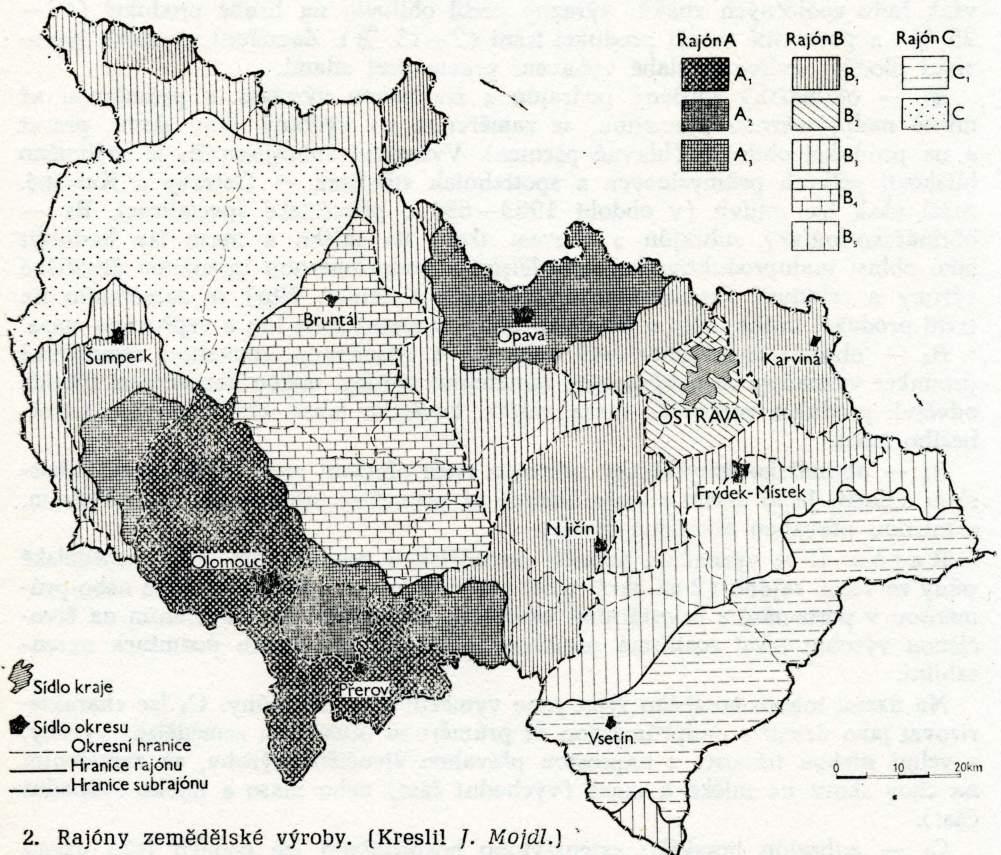 Rajón A Rajón B Rajón C
A₁ B₁ C₁
A₂ B₂ C₂
A₃ B₃
B₄
B₅
Bruntál
Opava
Šumperk
Karviná
OSTRAVA
Frýdek-Místek
N. Jičín
Olomouc
Přerov
Vsetín
Sídlo kraje
Sídlo okresu
Okresní hranice
Hranice rajónu
Hranice subrajónu
0 10 20km
2. Rajóny zemědělské výroby. (Kreslil J. Mojdl.)